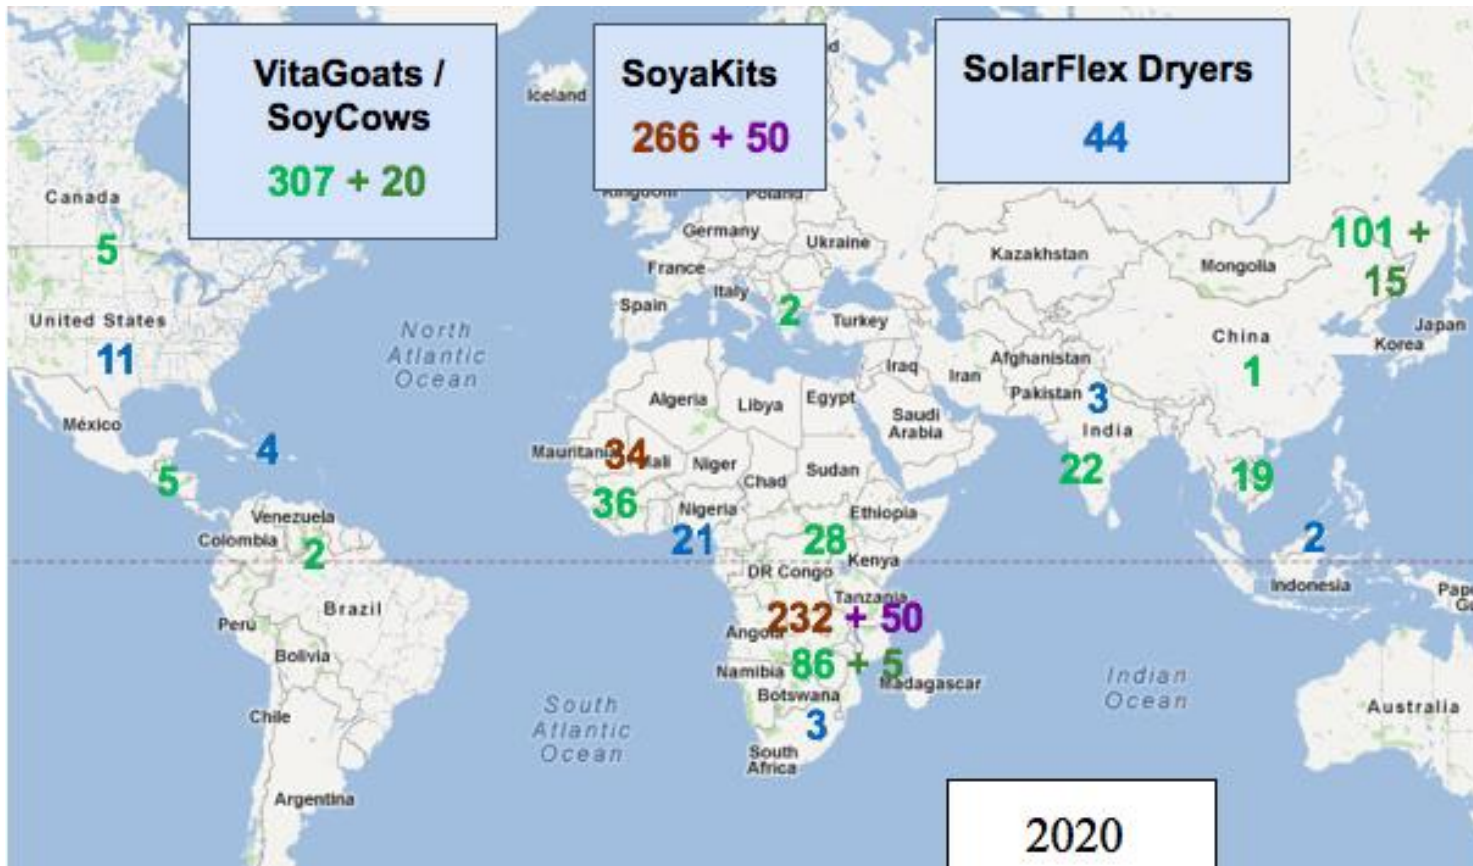 VitaGoats /
SoyCows
307 + 20
SoyaKits
266 + 50
SolarFlex Dryers
44
Iceland
Canada
5
United States
11
México
4
5
North
Atlantic
Ocean
Kingdom
Poland
Germany
Ukraine
France
Italy
Spain
2
Turkey
Kazakhstan
Mongolia
101 +
15
Japan
Korea
China
1
Afghanistan
Iraq
Iran
Pakistan
3
India
22
19
Saudi
Arabia
Algeria
Libya
Egypt
Mauritania
34
Mali
Niger
Chad
Sudan
36
Nigeria
Ethiopia
21
28
Kenya
DR Congo
Tanzania
232 + 50
Angola
86 + 5
Namibia
Madagascar
Botswana
3
South
Africa
Venezuela
Colombia
2
Brazil
Perú
Bolivia
Chile
Argentina
South
Atlantic
Ocean
Indian
Ocean
2
Indonesia
Australia
2020